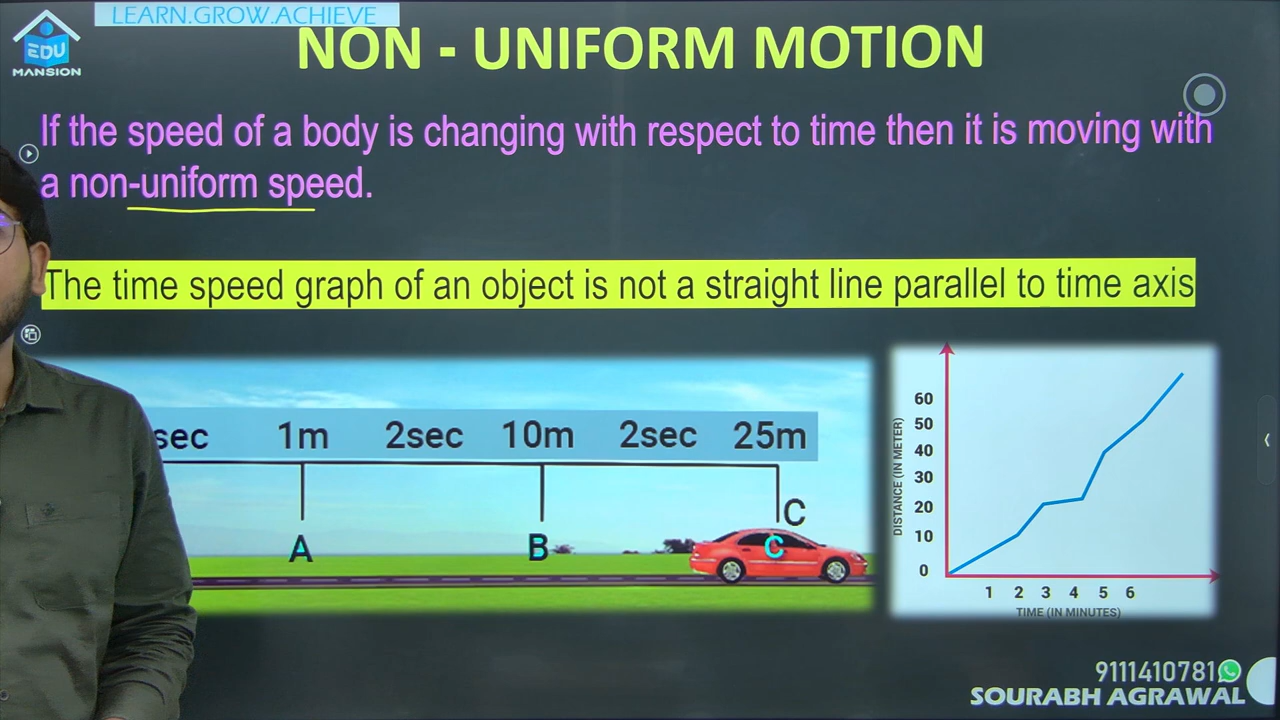 LEARN.GROW.ACHIEVE
EDU
MANSION
NON - UNIFORM MOTION
If the speed of a body is changing with respect to time then it is moving with
a non-uniform speed.
The time speed graph of an object is not a straight line parallel to time axis
sec 1m 2sec 10m 2sec 25m
C
A B C
DISTANCE (IN METER)
60
50
40
30
20
10
0
1 2 3 4 5 6
TIME (IN MINUTES)
9111410781
SOURABH AGRAWAL